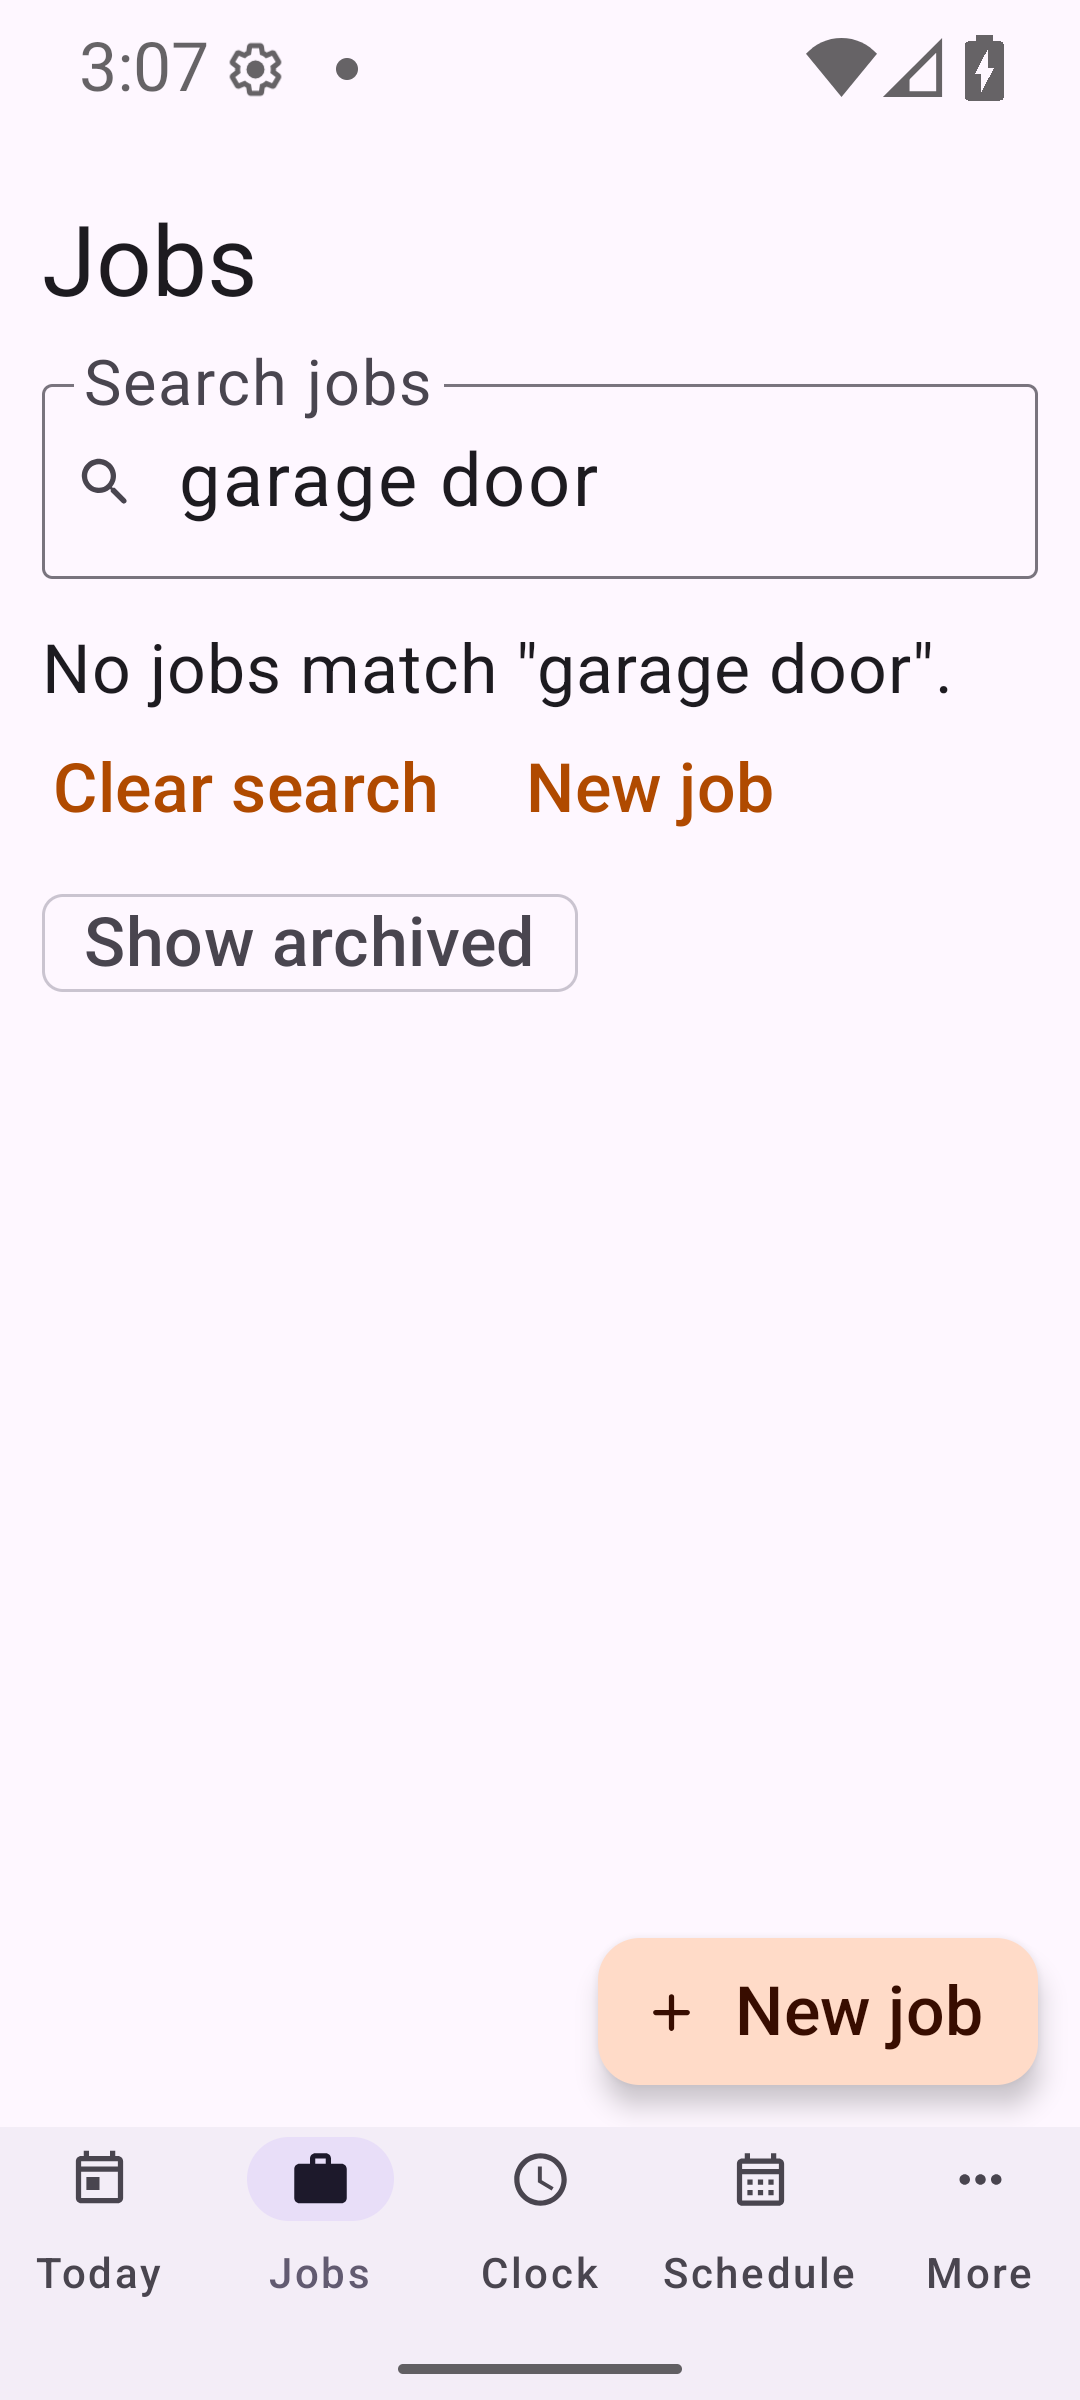 3:07
Jobs
Search jobs
garage door
No jobs match "garage door".
Clear search New job
Show archived
New job
Today Jobs Clock Schedule More